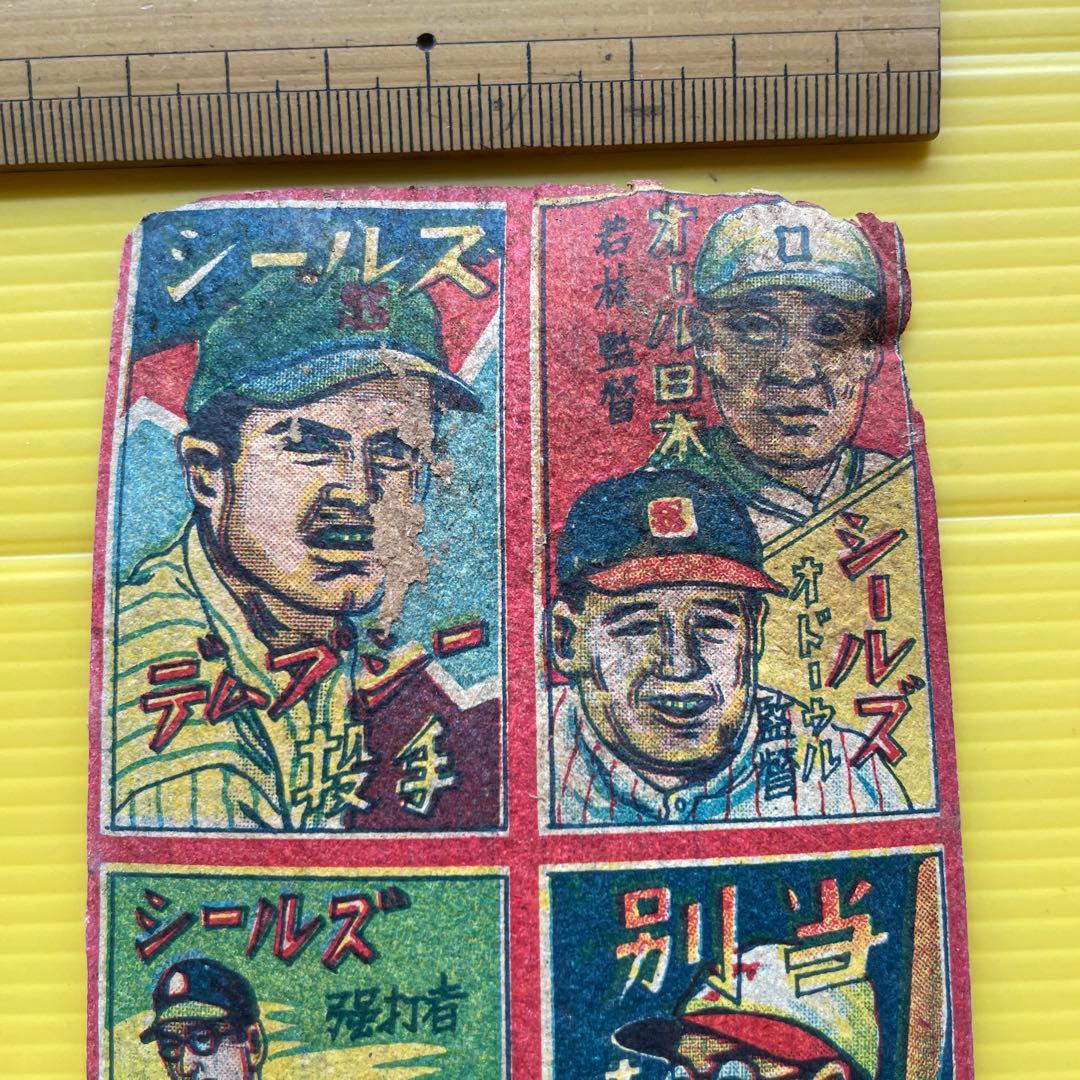 シールズ
S
デムプシー
投手
オール日本
若林 監督
シールズ
オドールウル
監督
シールズ
强打者
別当